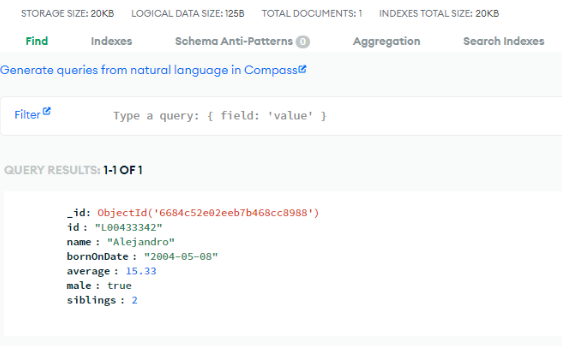 STORAGE SIZE: 20KB LOGICAL DATA SIZE: 125B TOTAL DOCUMENTS: 1 INDEXES TOTAL SIZE: 20KB
Find Indexes Schema Anti-Patterns 0 Aggregation Search Indexes
Generate queries from natural language in Compass
Filter Type a query: { field: 'value' }
QUERY RESULTS: 1-1 OF 1
_id: ObjectId('6684c52e02eeb7b468cc8988')
id : "L00433342"
name : "Alejandro"
bornOnDate : "2004-05-08"
average : 15.33
male : true
siblings : 2